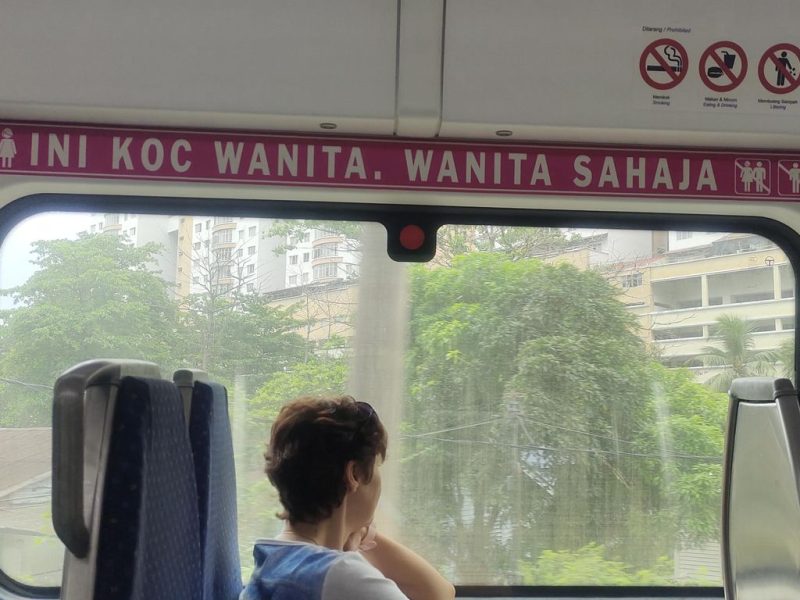 Dilarang / Prohibited
Merokok
Smoking
Makan & Minum
Eating & Drinking
Membuang Sampah
Littering
INI KOC WANITA. WANITA SAHAJA